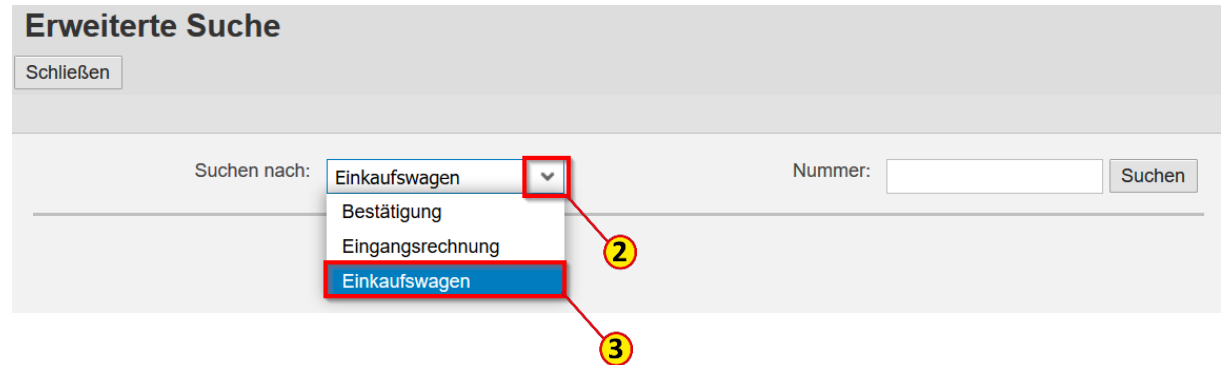 Erweiterte Suche
Schließen
Suchen nach: Einkaufswagen Nummer: Suchen
Bestätigung
Eingangsrechnung
2
Einkaufswagen
3